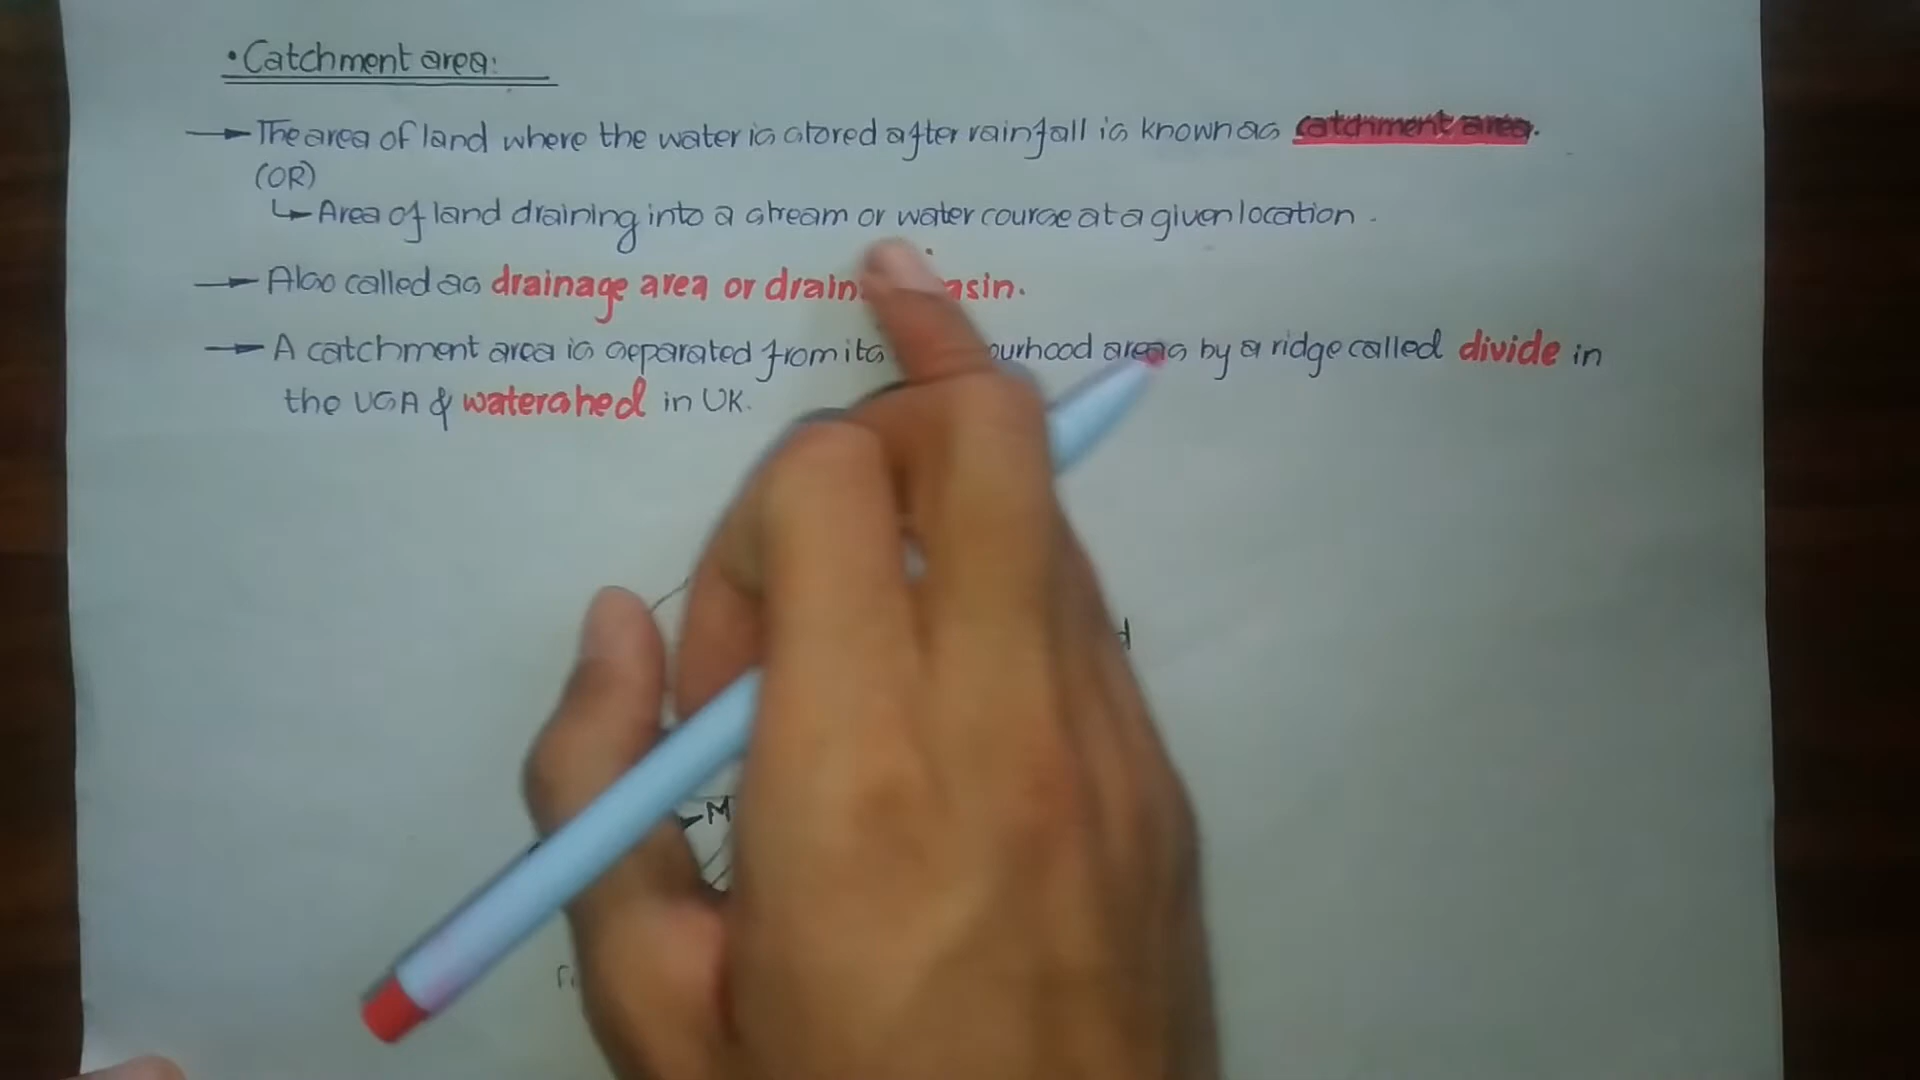 • Catchment area:
→ The area of land where the water is stored after rainfall is known as catchment area.
(OR)
↳ Area of land draining into a stream or water course at a given location.
→ Also called as drainage area or drain asin.
→ A catchment area is separated from its ourhood areas by a ridge called divide in
the USA & watershed in UK.
d
M